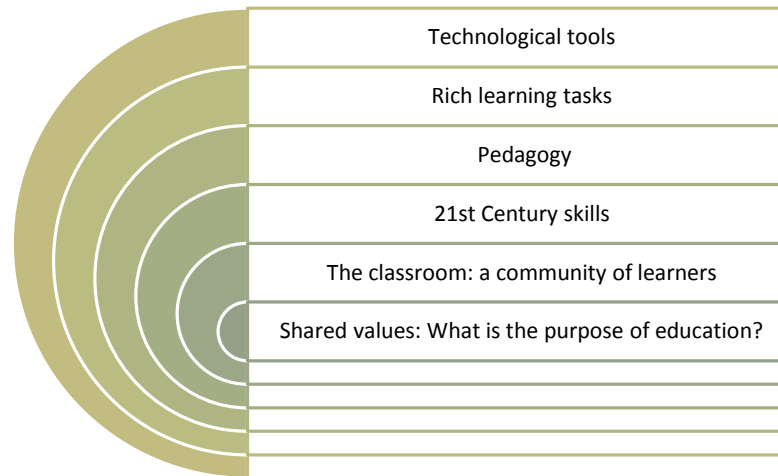 Technological tools
Rich learning tasks
Pedagogy
21st Century skills
The classroom: a community of learners
Shared values: What is the purpose of education?